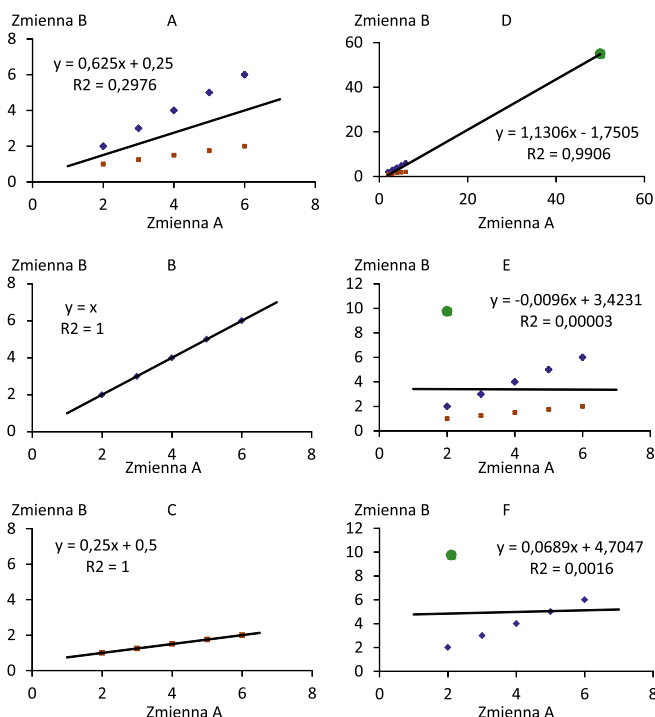 Zmienna B A
8
6
4
2
0
y = 0,625x + 0,25
R2 = 0,2976
0 2 4 6 8
Zmienna A
Zmienna B D
60
40
20
0
y = 1,1306x - 1,7505
R2 = 0,9906
0 20 40 60
Zmienna A
Zmienna B B
8
6
4
2
0
y = x
R2 = 1
0 2 4 6 8
Zmienna A
Zmienna B E
12
10
8
6
4
2
0
y = -0,0096x + 3,4231
R2 = 0,00003
0 2 4 6 8
Zmienna A
Zmienna B C
8
6
4
2
0
y = 0,25x + 0,5
R2 = 1
0 2 4 6 8
Zmienna A
Zmienna B F
12
10
8
6
4
2
0
y = 0,0689x + 4,7047
R2 = 0,0016
0 2 4 6 8
Zmienna A